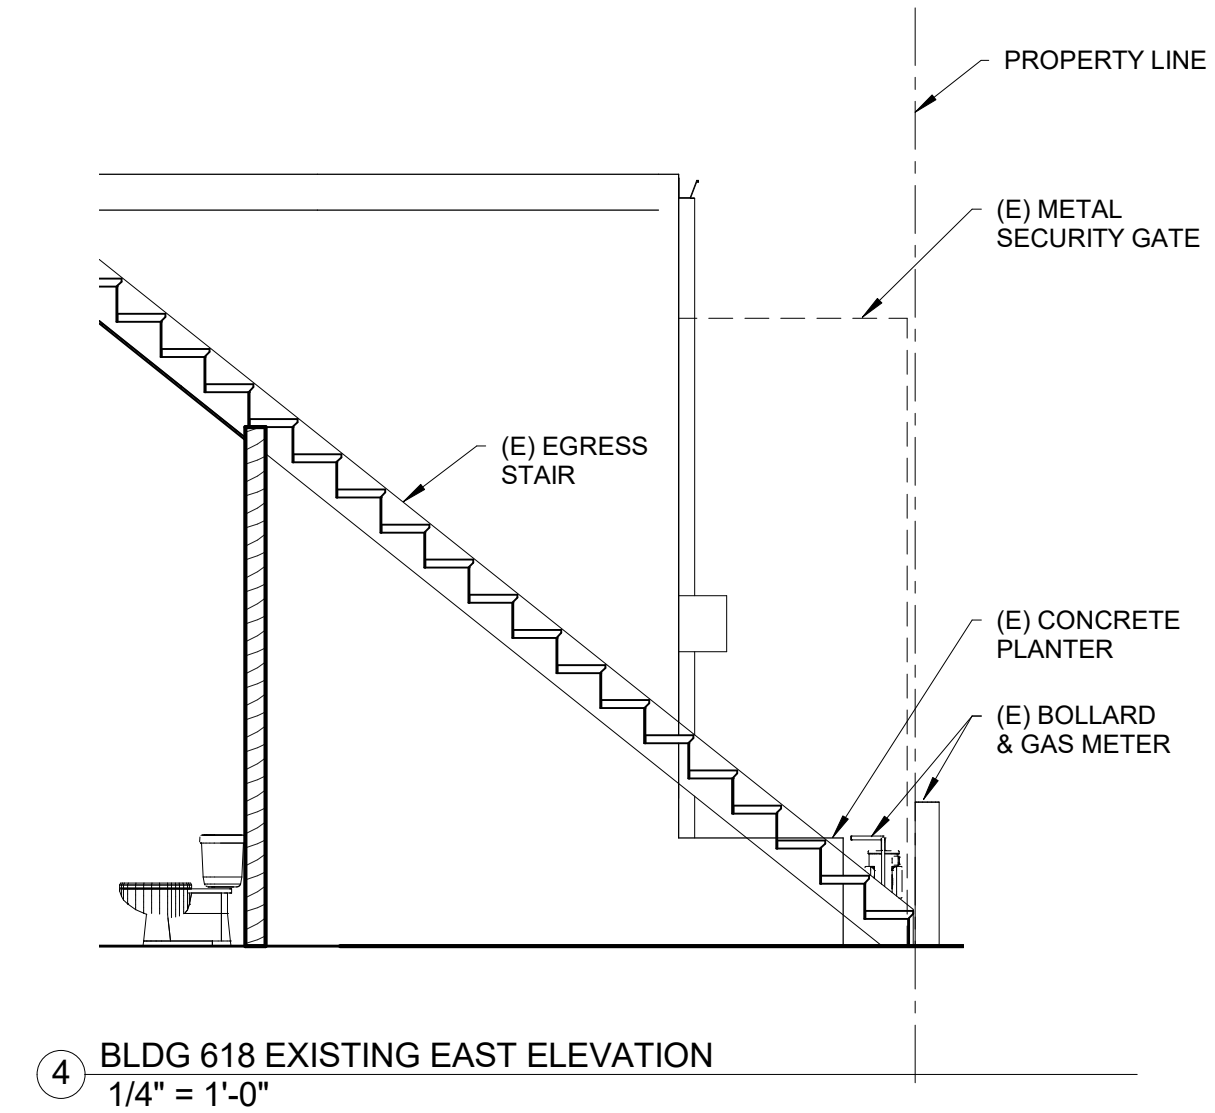 PROPERTY LINE
(E) METAL
SECURITY GATE
(E) EGRESS
STAIR
(E) CONCRETE
PLANTER
(E) BOLLARD
& GAS METER
4
BLDG 618 EXISTING EAST ELEVATION
1/4" = 1'-0"